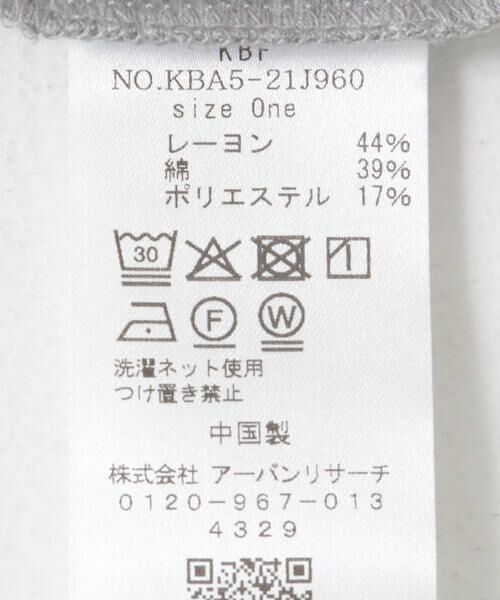 KBF
NO.KBA5-21J960
size One
レーヨン 44%
綿 39%
ポリエステル 17%
30
F W
洗濯ネット使用
つけ置き禁止
中国製
株式会社 アーバンリサーチ
0120-967-013
4329